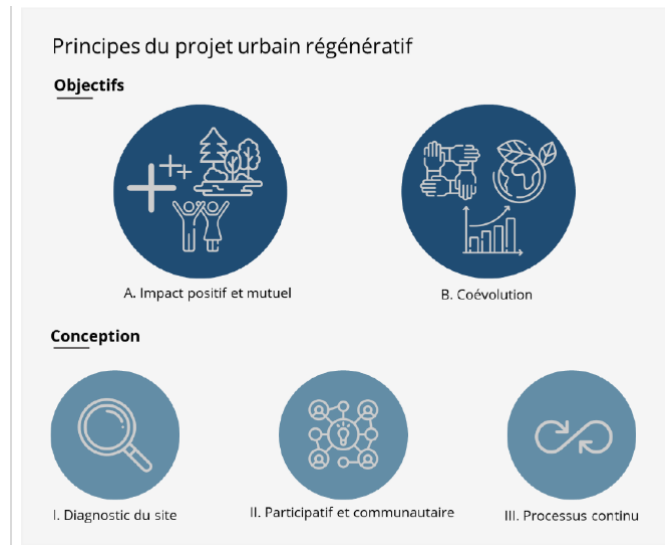 Principes du projet urbain régénératif
Objectifs
A. Impact positif et mutuel
B. Coévolution
Conception
I. Diagnostic du site
II. Participatif et communautaire
III. Processus continu